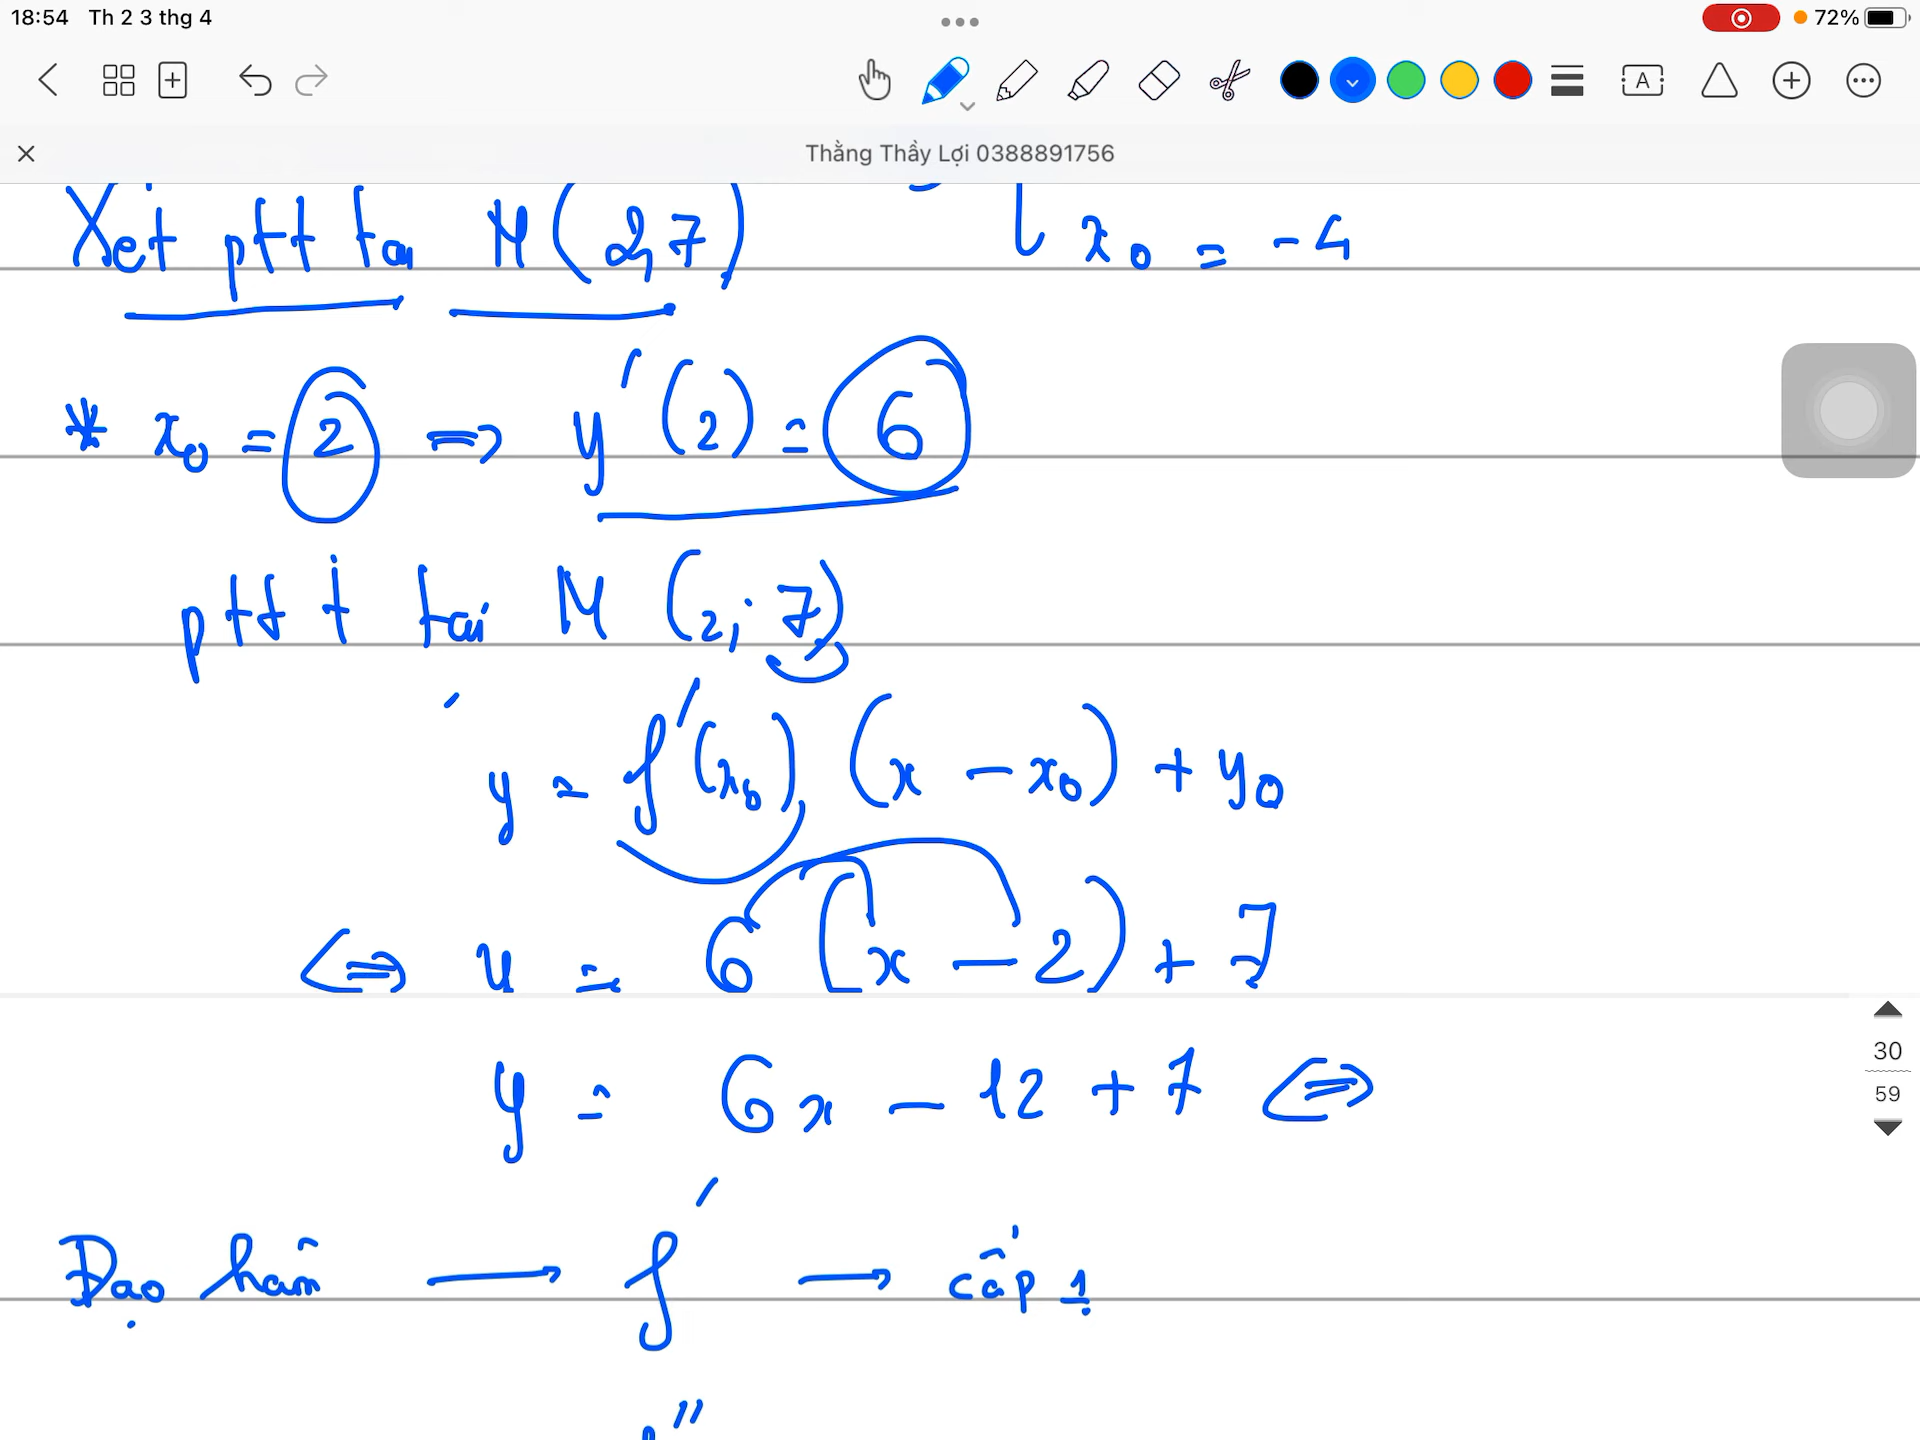 18:54 Th 2 3 thg 4
72%
A
Thằng Thầy Lợi 0388891756
Xét ptt tại M(2,7)
x₀ = -4
* x₀ = 2 ⇒ y'(2) = 6
pttt tại M(2;7)
y = f'(x₀)(x - x₀) + y₀
⇔ y = 6(x - 2) + 7
30
59
y = 6x - 12 + 7 ⇔
Đạo hàm → f' → cấp 1